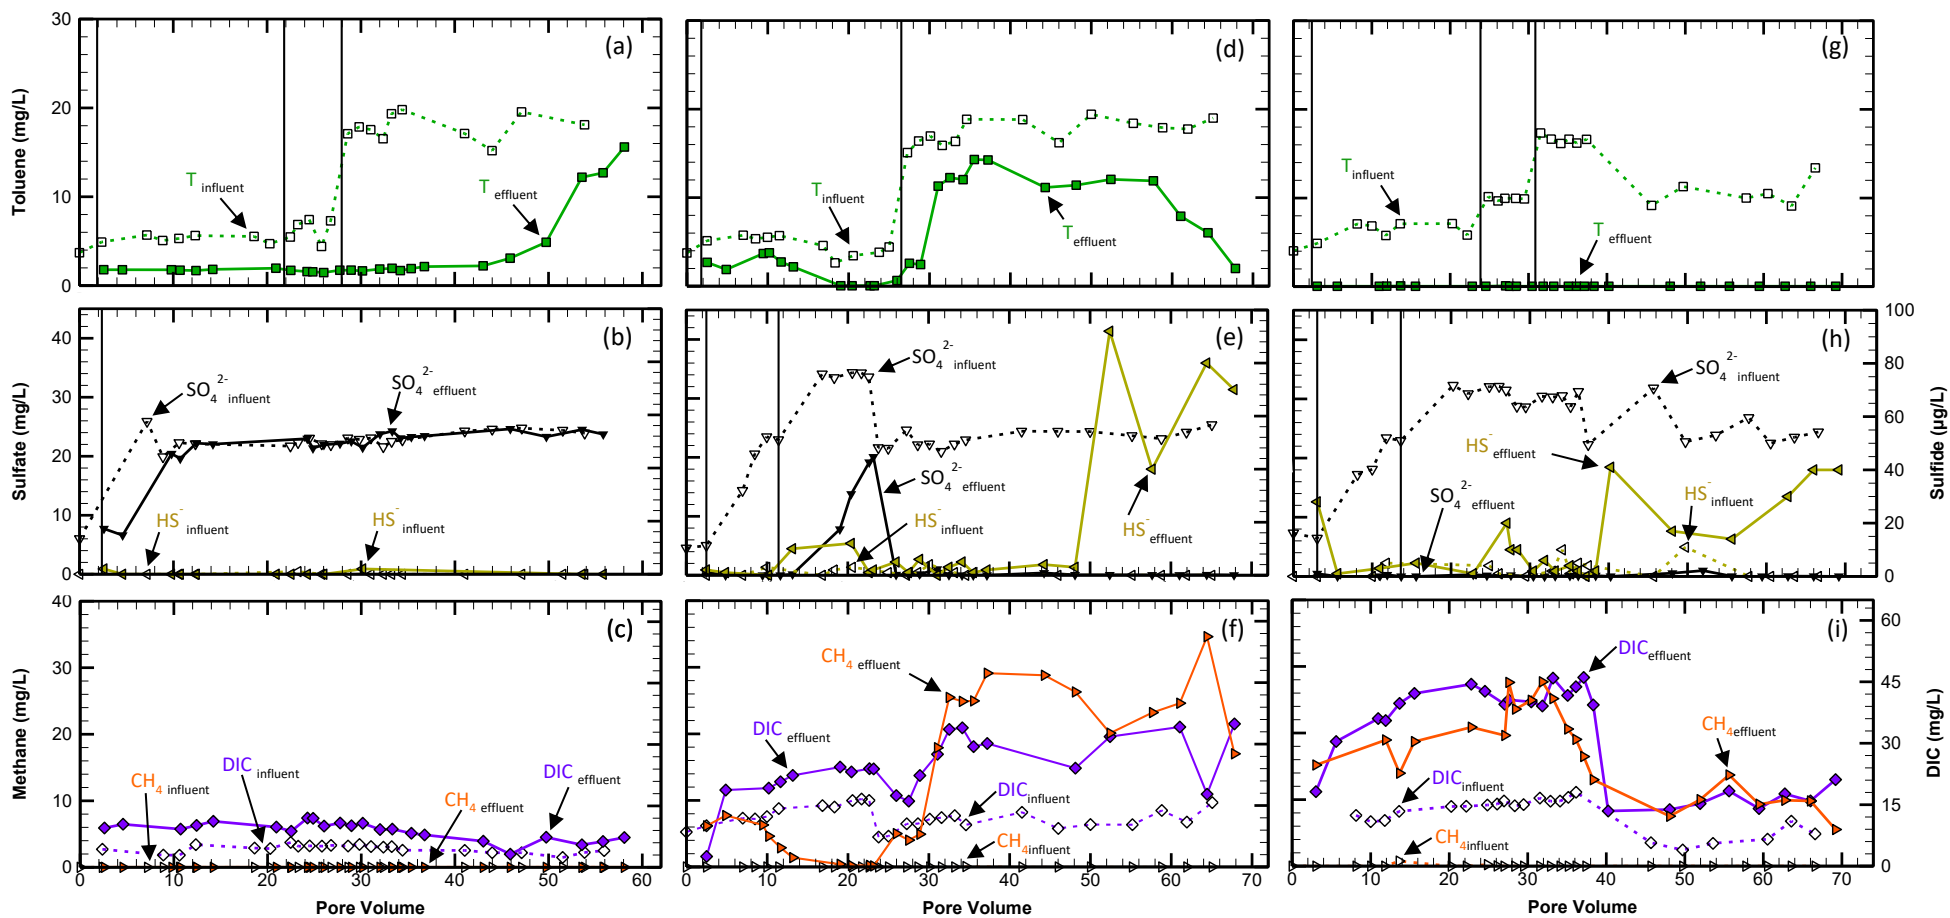 30
20
10
0
Toluene (mg/L)
(a)
T influent
T effluent
(d)
T influent
T effluent
(g)
T influent
T effluent
40
30
20
10
0
Sulfate (mg/L)
(b)
SO4 2- influent
SO4 2- effluent
HS- influent
HS- influent
(e)
SO4 2- influent
SO4 2- effluent
HS- influent
HS- effluent
(h)
SO4 2- influent
HS- effluent
SO4 2- effluent
HS- influent
100
80
60
40
20
0
Sulfide (µg/L)
40
30
20
10
0
Methane (mg/L)
(c)
CH4 influent
DIC influent
CH4 effluent
DIC effluent
0 10 20 30 40 50 60
Pore Volume
(f)
CH4 effluent
DIC effluent
DIC influent
CH4 influent
0 10 20 30 40 50 60 70
Pore Volume
(i)
DIC effluent
CH4 effluent
DIC influent
CH4 influent
0 10 20 30 40 50 60 70
Pore Volume
60
45
30
15
0
DIC (mg/L)